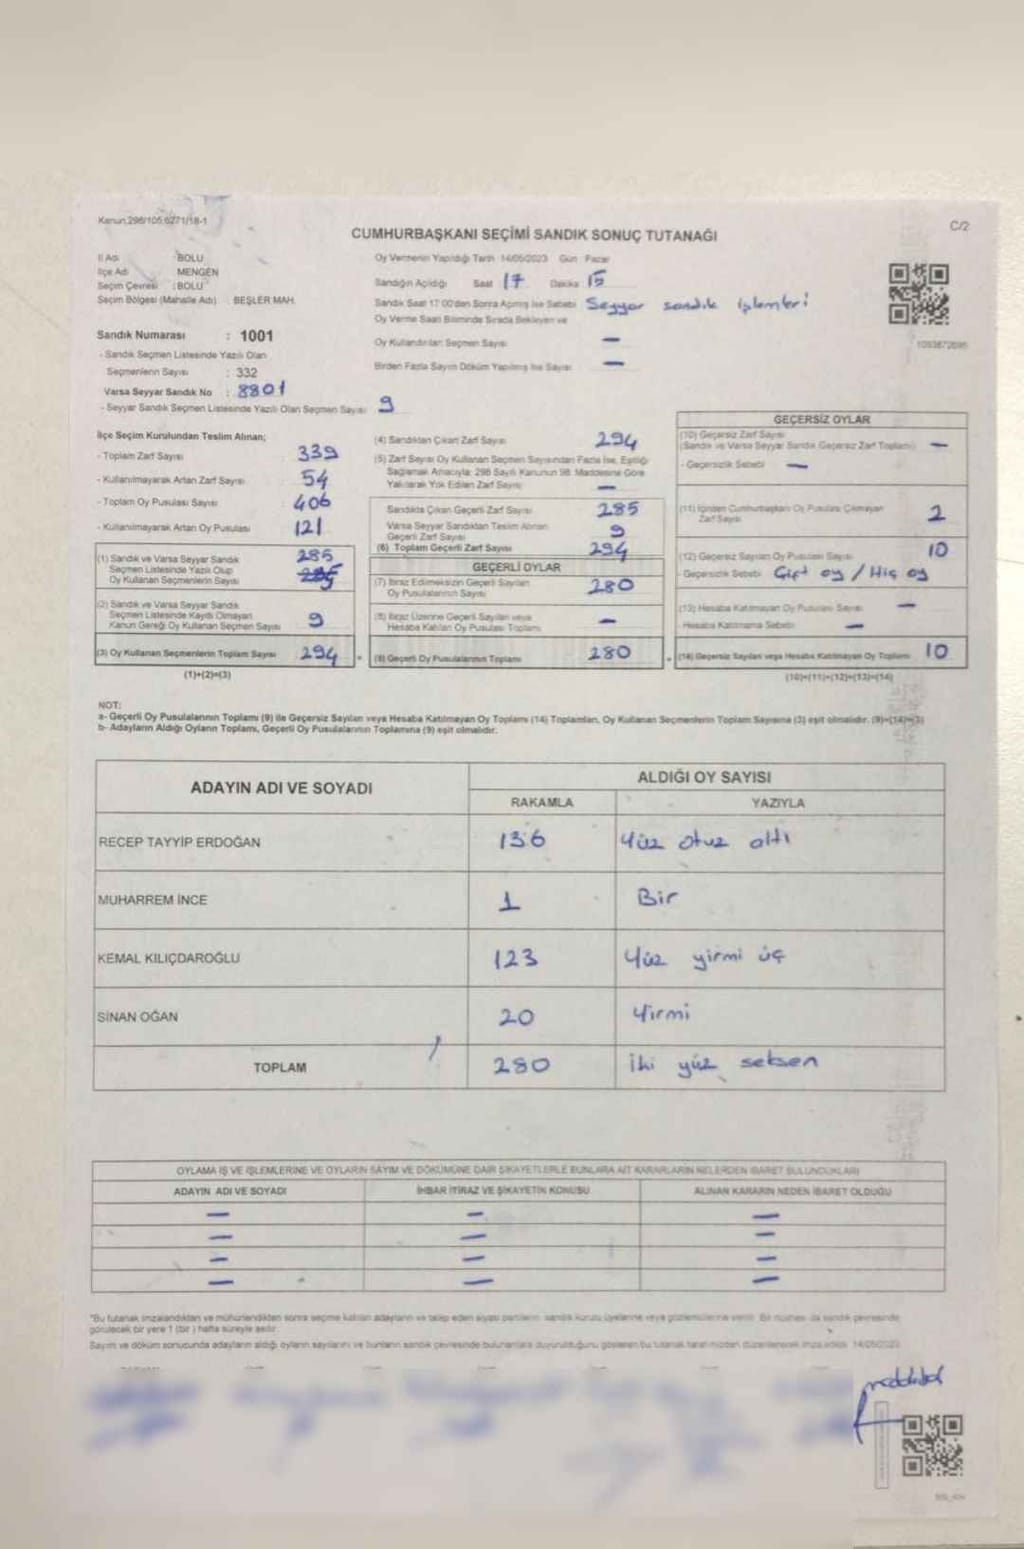 Kanun 298/105,6271/18-1
C/2
CUMHURBAŞKANI SEÇİMİ SANDIK SONUÇ TUTANAĞI
İl Adı : BOLU
İlçe Adı : MENGEN
Seçim Çevresi : BOLU
Seçim Bölgesi (Mahalle Adı) : BEŞLER MAH.
Sandık Numarası : 1001
- Sandık Seçmen Listesinde Yazılı Olan
Seçmenlerin Sayısı : 332
Varsa Seyyar Sandık No : 8801
- Seyyar Sandık Seçmen Listesinde Yazılı Olan Seçmen Sayısı 9
Oy Vermenin Yapıldığı Tarih 14/05/2023 Gün Pazar
Sandığın Açıldığı Saat 17 Dakika 15
Sandık Saat 17:00'den Sonra Açılmış İse Sebebi Seyyar sandık işlemleri
Oy Verme Saati Bitiminde Sırada Bekleyen ve
Oy Kullandırılan Seçmen Sayısı —
Birden Fazla Sayım Döküm Yapılmış İse Sayısı —
1093872695
İlçe Seçim Kurulundan Teslim Alınan;
- Toplam Zarf Sayısı 339
- Kullanılmayarak Artan Zarf Sayısı 54
- Toplam Oy Pusulası Sayısı 406
- Kullanılmayarak Artan Oy Pusulası 121
(1) Sandık ve Varsa Seyyar Sandık 285
Seçmen Listesinde Yazılı Olup
Oy Kullanan Seçmenlerin Sayısı
(2) Sandık ve Varsa Seyyar Sandık
Seçmen Listesinde Kaydı Olmayan
Kanun Gereği Oy Kullanan Seçmen Sayısı 9
(3) Oy Kullanan Seçmenlerin Toplam Sayısı 294
(1)+(2)=(3)
(4) Sandıktan Çıkan Zarf Sayısı 294
(5) Zarf Sayısı Oy Kullanan Seçmen Sayısından Fazla İse, Eşitliği
Sağlamak Amacıyla; 298 Sayılı Kanunun 98. Maddesine Göre
Yakılarak Yok Edilen Zarf Sayısı —
Sandıkta Çıkan Geçerli Zarf Sayısı 285
Varsa Seyyar Sandıktan Teslim Alınan
Geçerli Zarf Sayısı 9
(6) Toplam Geçerli Zarf Sayısı 294
GEÇERLİ OYLAR
(7) İtiraz Edilmeksizin Geçerli Sayılan
Oy Pusulalarının Sayısı 280
(8) İtiraz Üzerine Geçerli Sayılan veya
Hesaba Katılan Oy Pusulası Toplamı —
(9) Geçerli Oy Pusulalarının Toplamı 280
GEÇERSİZ OYLAR
(10) Geçersiz Zarf Sayısı
(Sandık ve Varsa Seyyar Sandık Geçersiz Zarf Toplamı) —
- Geçersizlik Sebebi —
(11) İçinden Cumhurbaşkanı Oy Pusulası Çıkmayan
Zarf Sayısı 2
(12) Geçersiz Sayılan Oy Pusulası Sayısı 10
- Geçersizlik Sebebi Çift oy / Hiç oy
(13) Hesaba Katılmayan Oy Pusulası Sayısı —
- Hesaba Katılmama Sebebi —
(14) Geçersiz Sayılan veya Hesaba Katılmayan Oy Toplamı 10
(10)+(11)+(12)+(13)=(14)
NOT:
a- Geçerli Oy Pusulalarının Toplamı (9) ile Geçersiz Sayılan veya Hesaba Katılmayan Oy Toplamı (14) Toplamları, Oy Kullanan Seçmenlerin Toplam Sayısına (3) eşit olmalıdır. (9)+(14)=(3)
b- Adayların Aldığı Oyların Toplamı, Geçerli Oy Pusulalarının Toplamına (9) eşit olmalıdır.
ADAYIN ADI VE SOYADI
ALDIĞI OY SAYISI
RAKAMLA YAZIYLA
RECEP TAYYİP ERDOĞAN 136 Yüz otuz altı
MUHARREM İNCE 1 Bir
KEMAL KILIÇDAROĞLU 123 Yüz yirmi üç
SİNAN OĞAN 20 Yirmi
TOPLAM 280 İki yüz seksen
OYLAMA İŞ VE İŞLEMLERİNE VE OYLARIN SAYIM VE DÖKÜMÜNE DAİR ŞİKAYETLERLE BUNLARA AİT KARARLARIN NELERDEN İBARET BULUNDUKLARI
ADAYIN ADI VE SOYADI İHBAR İTİRAZ VE ŞİKAYETİN KONUSU ALINAN KARARIN NEDEN İBARET OLDUĞU
— — —
— — —
— — —
— — —
*Bu tutanak imzalandıktan ve mühürlendikten sonra seçime katılan adayların ve talep eden siyasi partilerin sandık kurulu üyelerine veya gözlemcilerine verilir. Bir nüshası da sandık çevresinde
görülecek bir yere 1 (bir) hafta süreyle asılır.
Sayım ve döküm sonucunda adayların aldığı oyların sayılarını ve bunların sandık çevresinde bulunanlara duyurulduğunu gösteren bu tutanak tarafımızdan düzenlenerek imza edildi. 14/05/2023